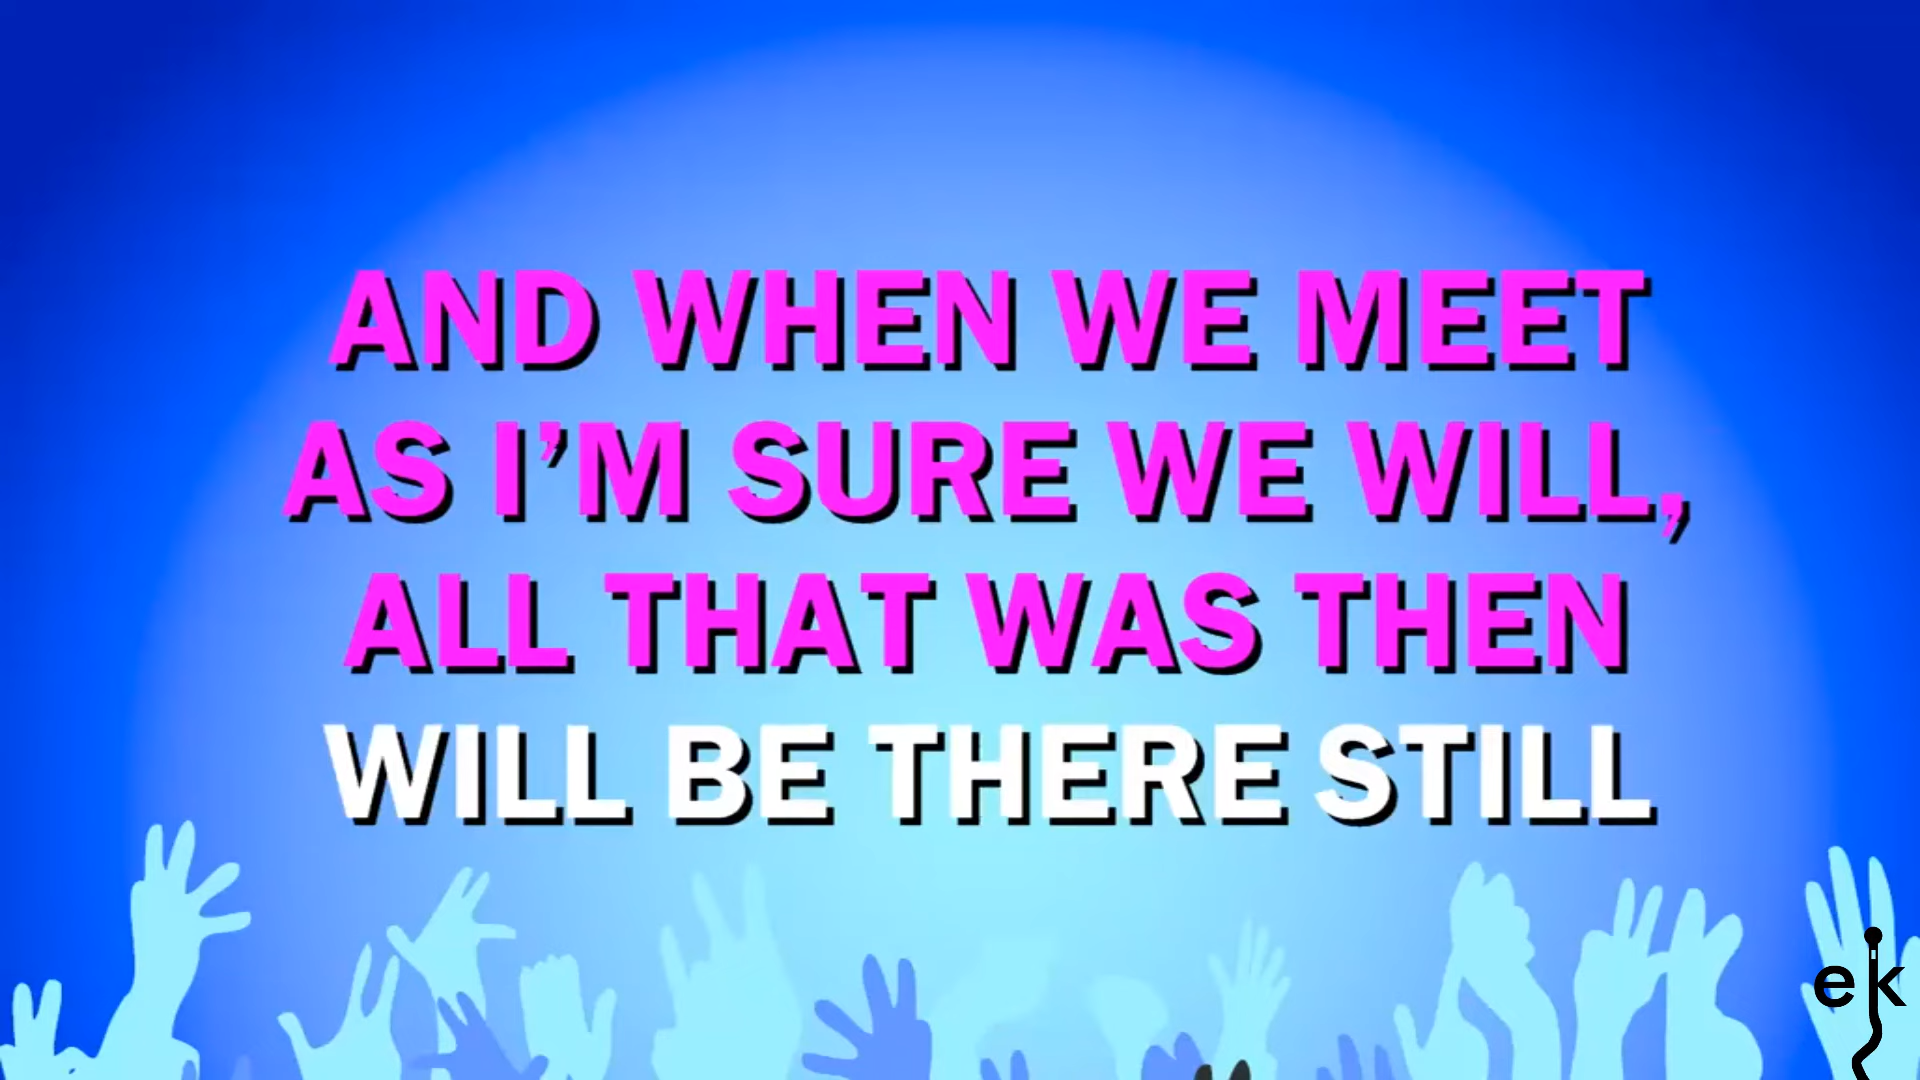 AND WHEN WE MEET
AS I’M SURE WE WILL,
ALL THAT WAS THEN
WILL BE THERE STILL
ek